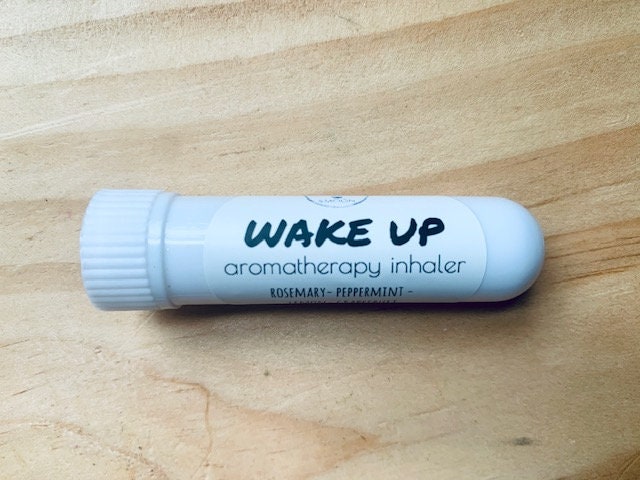 WAKE UP
aromatherapy inhaler
ROSEMARY- PEPPERMINT -